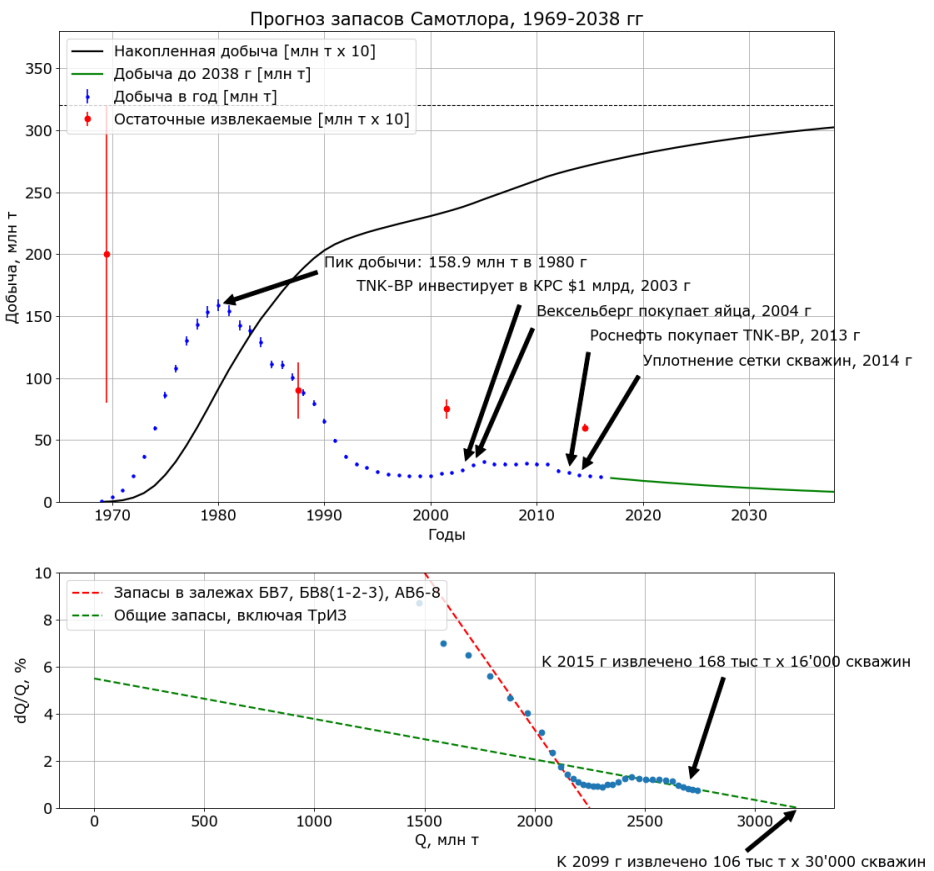 Прогноз запасов Самотлора, 1969-2038 гг
Накопленная добыча [млн т x 10]
Добыча до 2038 г [млн т]
Добыча в год [млн т]
Остаточные извлекаемые [млн т x 10]
350
300
250
200
150
100
50
0
Добыча, млн т
Пик добычи: 158.9 млн т в 1980 г
TNK-BP инвестирует в КРС $1 млрд, 2003 г
Вексельберг покупает яйца, 2004 г
Роснефть покупает TNK-BP, 2013 г
Уплотнение сетки скважин, 2014 г
1970 1980 1990 2000 2010 2020 2030
Годы
10
8
6
4
2
0
dQ/Q, %
Запасы в залежах БВ7, БВ8(1-2-3), АВ6-8
Общие запасы, включая ТрИЗ
К 2015 г извлечено 168 тыс т x 16'000 скважин
0 500 1000 1500 2000 2500 3000
Q, млн т
К 2099 г извлечено 106 тыс т x 30'000 скважин